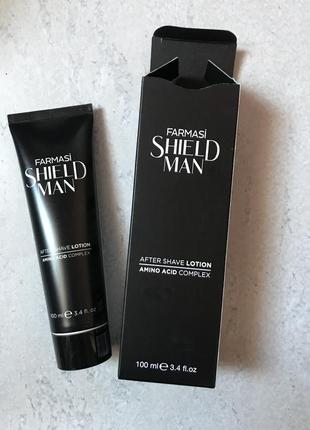 FARMASİ
SHIELD
MAN
AFTER SHAVE LOTION
AMINO ACID COMPLEX
100 ml e 3.4 fl.oz
FARMASİ
SHIELD
MAN
AFTER SHAVE LOTION
AMINO ACID COMPLEX
100 ml e 3.4 fl.oz